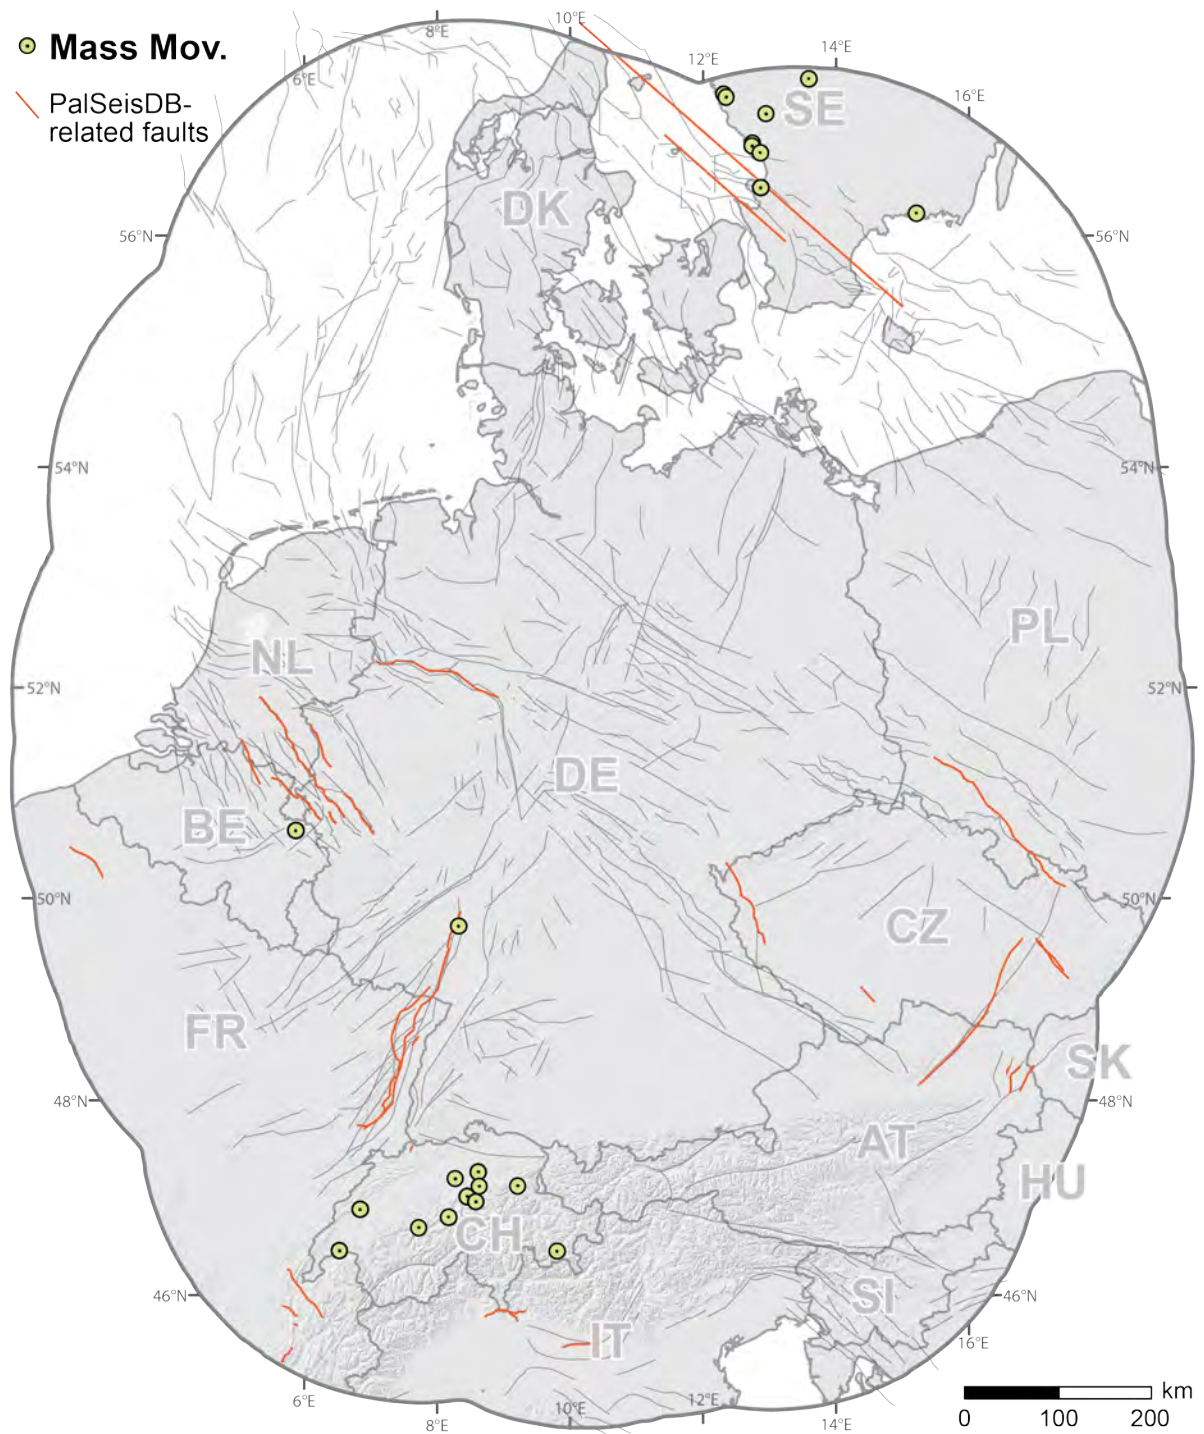 10°E
8°E
14°E
12°E
Mass Mov.
6°E
16°E
SE
PalSeisDB-
related faults
DK
56°N
56°N
54°N
54°N
PL
NL
52°N
52°N
DE
BE
50°N
50°N
CZ
FR
SK
48°N
48°N
AT
HU
CH
46°N
SI
46°N
IT
16°E
6°E
12°E
10°E
8°E
14°E
km
0
100
200